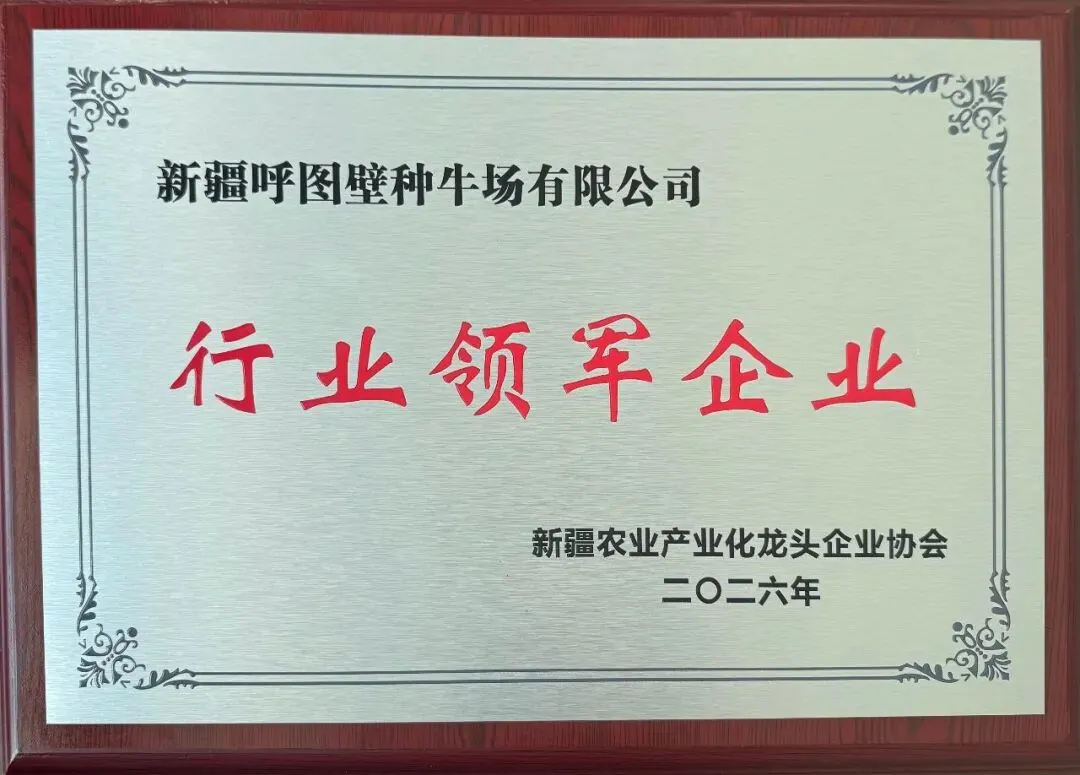 新疆呼图壁种牛场有限公司
行业领军企业
新疆农业产业化龙头企业协会
二〇二六年